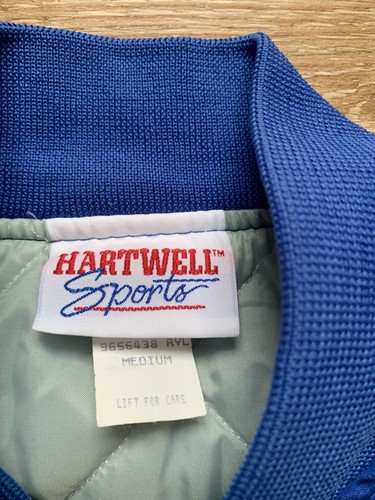 HARTWELL™
Sports
9656438 RYL
MEDIUM
LIFT FOR CARE